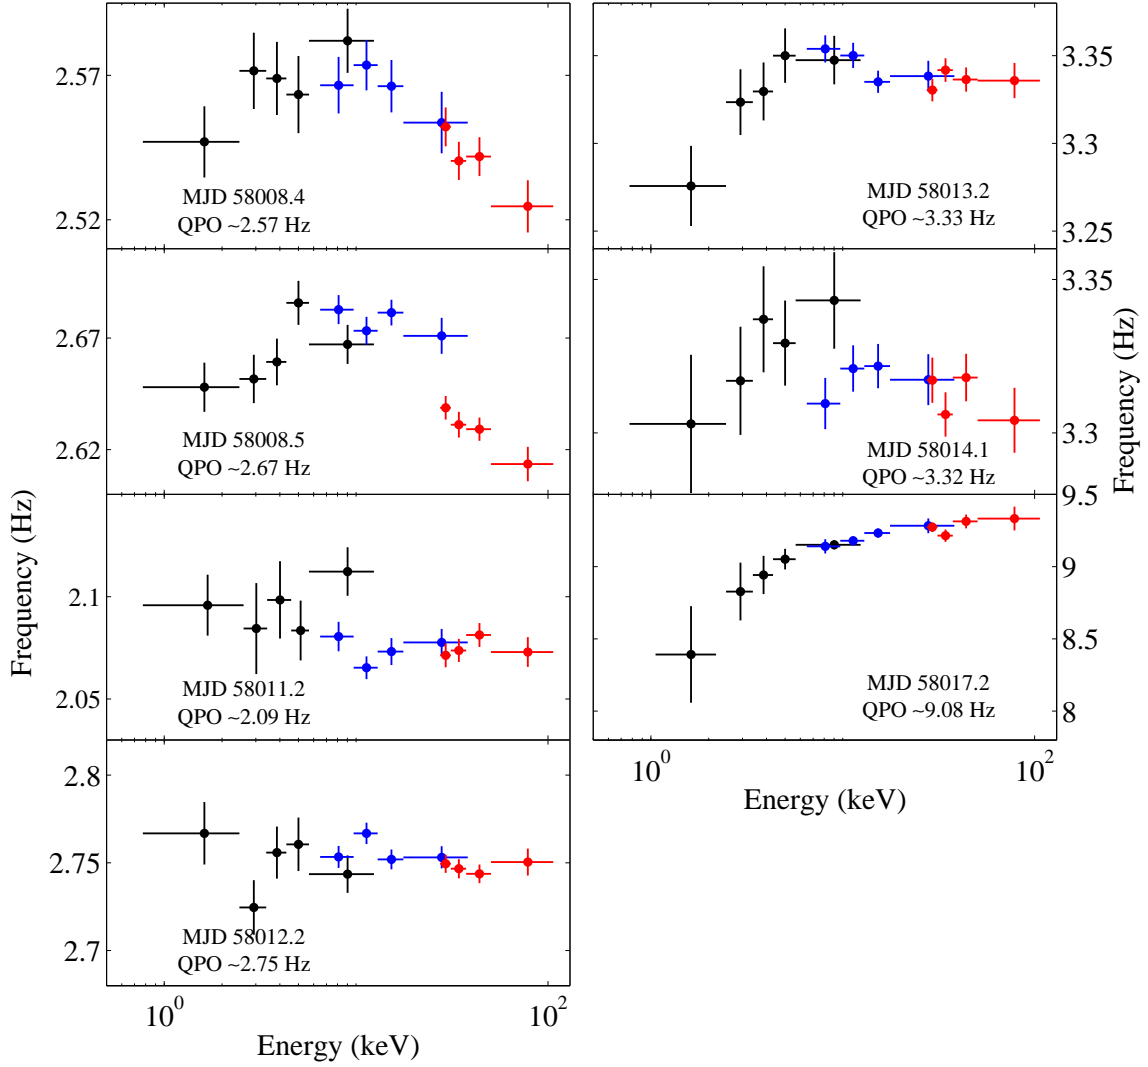 2.57
2.52
MJD 58008.4
QPO ~2.57 Hz
2.67
2.62
MJD 58008.5
QPO ~2.67 Hz
2.1
2.05
MJD 58011.2
QPO ~2.09 Hz
2.8
2.75
2.7
MJD 58012.2
QPO ~2.75 Hz
Frequency (Hz)
10^0
10^2
Energy (keV)
3.35
3.3
3.25
MJD 58013.2
QPO ~3.33 Hz
3.35
3.3
MJD 58014.1
QPO ~3.32 Hz
9.5
9
8.5
8
MJD 58017.2
QPO ~9.08 Hz
Frequency (Hz)
10^0
10^2
Energy (keV)